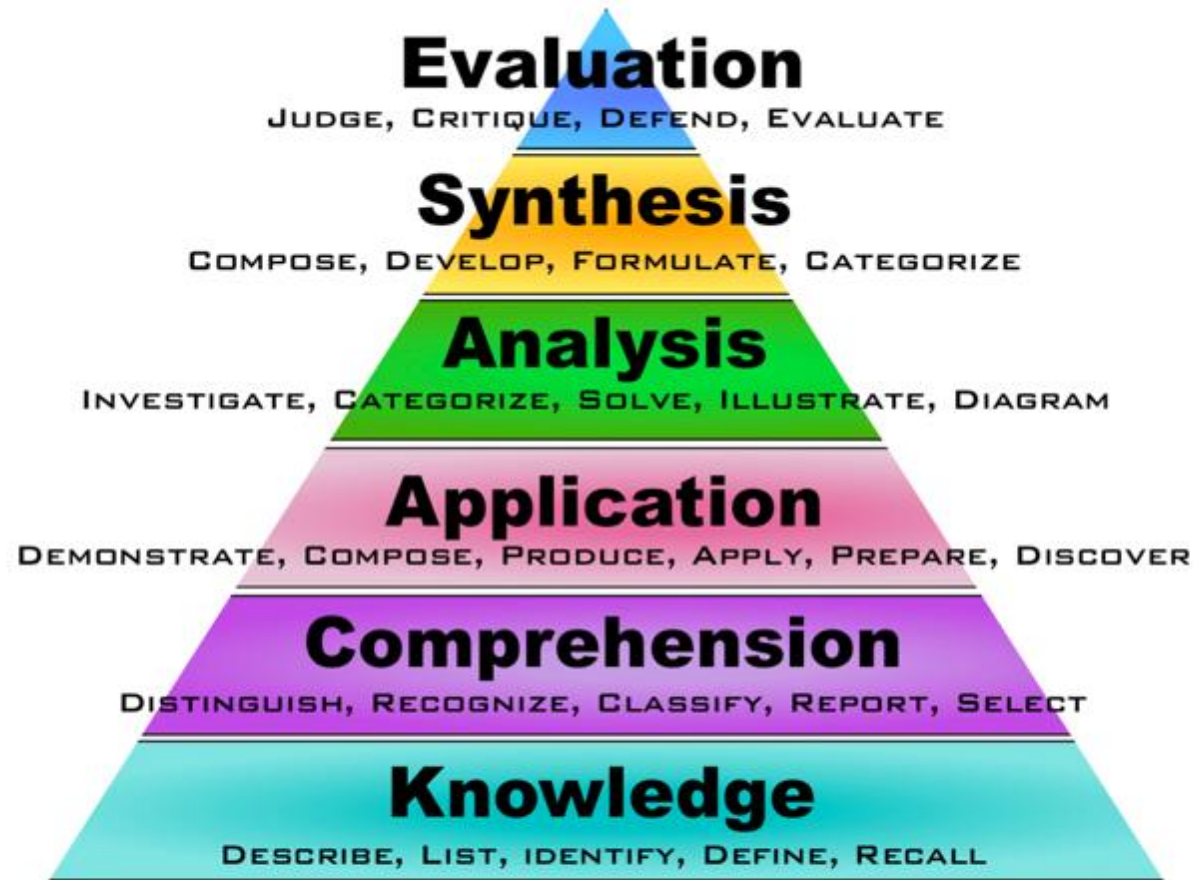 Evaluation
Judge, Critique, Defend, Evaluate
Synthesis
Compose, Develop, Formulate, Categorize
Analysis
Investigate, Categorize, Solve, Illustrate, Diagram
Application
Demonstrate, Compose, Produce, Apply, Prepare, Discover
Comprehension
Distinguish, Recognize, Classify, Report, Select
Knowledge
Describe, List, identify, Define, Recall